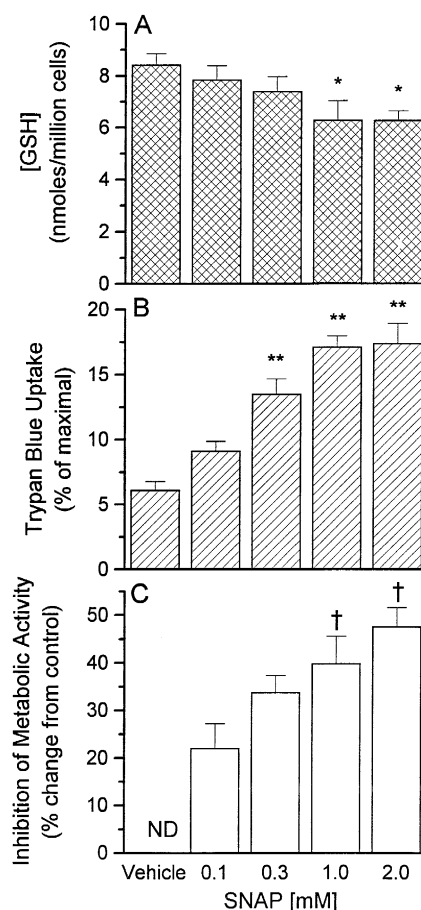 A
[GSH]
(nmoles/million cells)
10
8
6
4
2
0
*
*
B
Trypan Blue Uptake
(% of maximal)
20
15
10
5
0
**
**
**
C
Inhibition of Metabolic Activity
(% change from control)
50
40
30
20
10
0
ND
†
†
Vehicle 0.1 0.3 1.0 2.0
SNAP [mM]